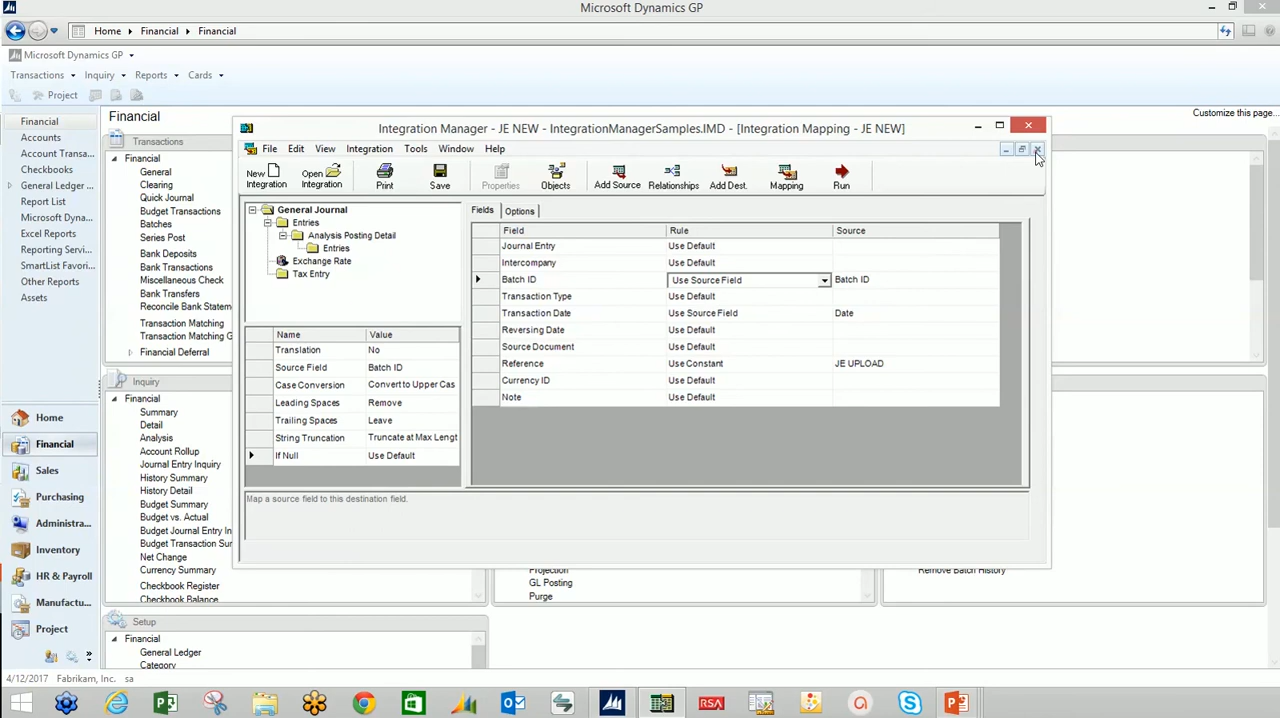 Microsoft Dynamics GP
Home Financial Financial
Microsoft Dynamics GP
Transactions Inquiry Reports Cards
Project
Financial
Accounts
Account Transa...
Checkbooks
General Ledger ...
Report List
Microsoft Dyna...
Excel Reports
Reporting Servi...
SmartList Favori...
Other Reports
Assets
Home
Financial
Sales
Purchasing
Administra...
Inventory
HR & Payroll
Manufactu...
Project
Financial
Customize this page...
Transactions
Financial
General
Clearing
Quick Journal
Budget Transactions
Batches
Series Post
Bank Deposits
Bank Transactions
Miscellaneous Check
Bank Transfers
Reconcile Bank Statem
Transaction Matching
Transaction Matching G
Financial Deferral
Inquiry
Financial
Summary
Detail
Analysis
Account Rollup
Journal Entry Inquiry
History Summary
History Detail
Budget Summary
Budget vs. Actual
Budget Journal Entry In
Budget Transaction Sum
Net Change
Currency Summary
Checkbook Register
Checkbook Balance
Setup
Financial
General Ledger
Category
Integration Manager - JE NEW - IntegrationManagerSamples.IMD - [Integration Mapping - JE NEW]
File Edit View Integration Tools Window Help
New Integration
Open Integration
Print
Save
Properties
Objects
Add Source
Relationships
Add Dest.
Mapping
Run
General Journal
Entries
Analysis Posting Detail
Entries
Exchange Rate
Tax Entry
Name Value
Translation No
Source Field Batch ID
Case Conversion Convert to Upper Cas
Leading Spaces Remove
Trailing Spaces Leave
String Truncation Truncate at Max Lengt
If Null Use Default
Fields Options
Field Rule Source
Journal Entry Use Default
Intercompany Use Default
Batch ID Use Source Field Batch ID
Transaction Type Use Default
Transaction Date Use Source Field Date
Reversing Date Use Default
Source Document Use Default
Reference Use Constant JE UPLOAD
Currency ID Use Default
Note Use Default
Map a source field to this destination field.
GL Posting
Purge
Remove Batch History
4/12/2017 Fabrikam, Inc. sa
RSA